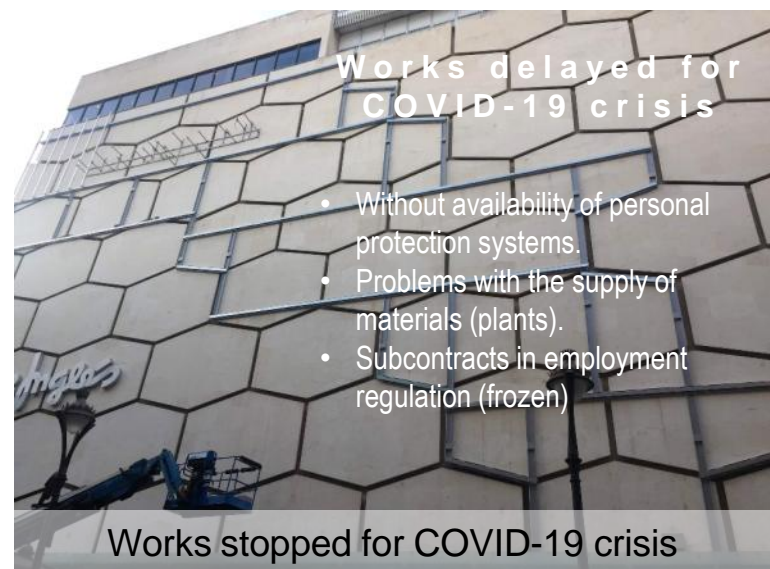 Works delayed for
COVID-19 crisis
• Without availability of personal
protection systems.
• Problems with the supply of
materials (plants).
• Subcontracts in employment
regulation (frozen)
Ingles
Works stopped for COVID-19 crisis